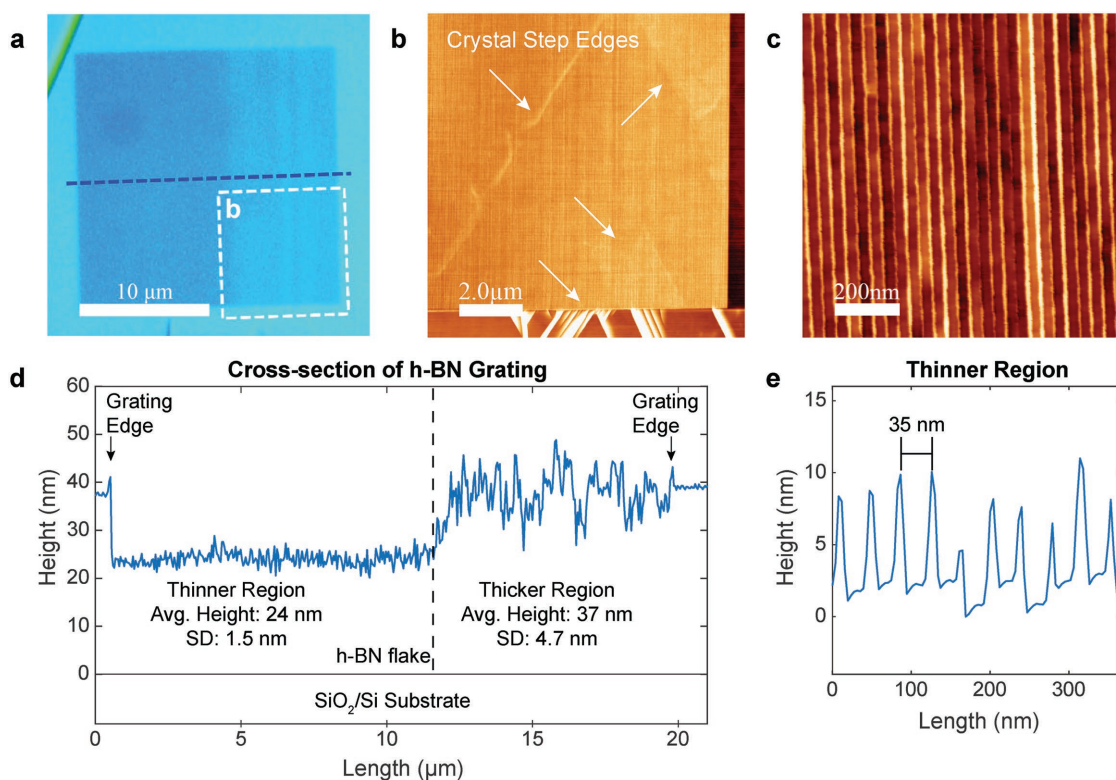 a
b
10 µm
b
Crystal Step Edges
2.0µm
c
200nm
d
Cross-section of h-BN Grating
60
50
40
30
20
10
0
Height (nm)
Grating
Edge
Grating
Edge
Thinner Region
Avg. Height: 24 nm
SD: 1.5 nm
Thicker Region
Avg. Height: 37 nm
SD: 4.7 nm
h-BN flake
SiO₂/Si Substrate
0 5 10 15 20
Length (µm)
e
Thinner Region
15
10
5
0
Height (nm)
35 nm
0 100 200 300
Length (nm)